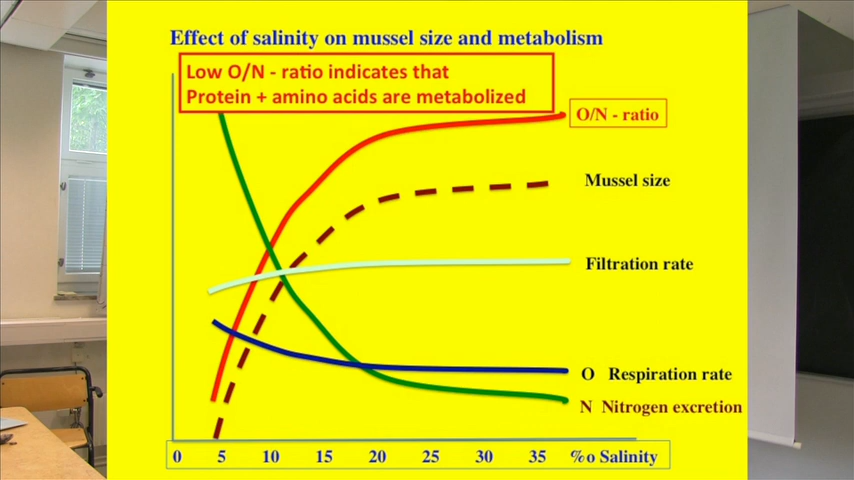 Effect of salinity on mussel size and metabolism
Low O/N - ratio indicates that
Protein + amino acids are metabolized
O/N - ratio
Mussel size
Filtration rate
O Respiration rate
N Nitrogen excretion
0 5 10 15 20 25 30 35 %o Salinity